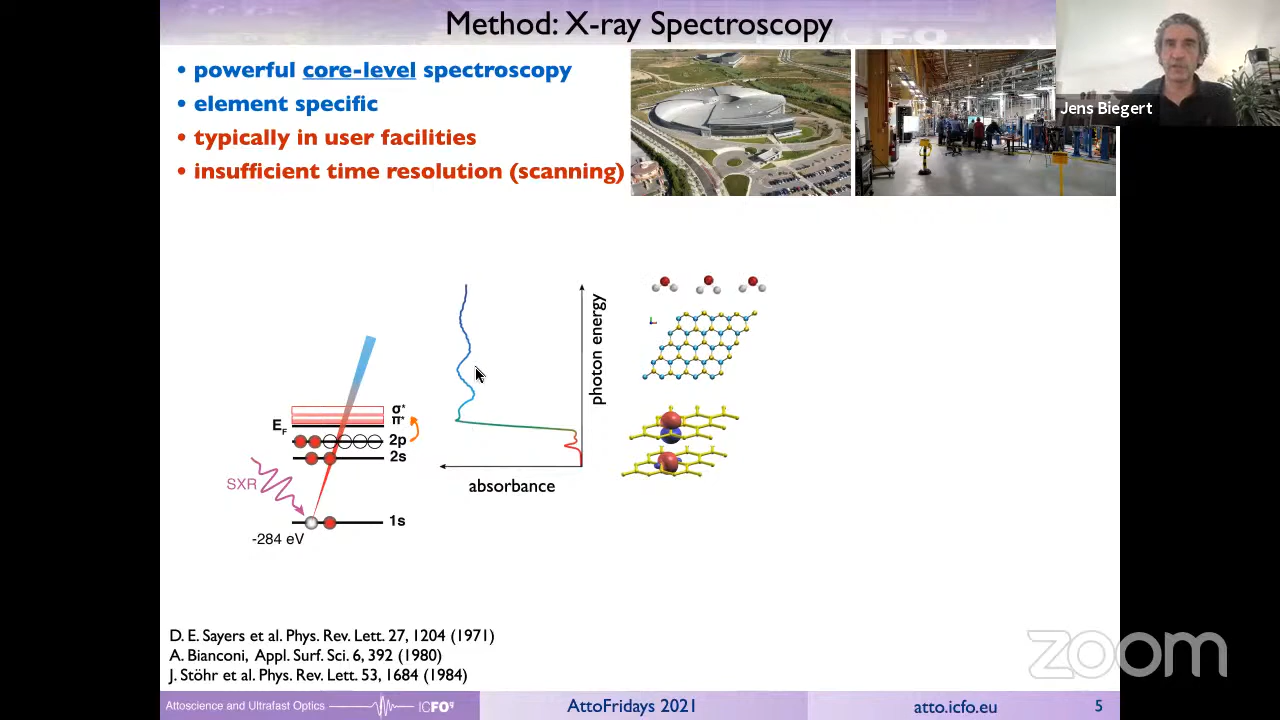 Method: X-ray Spectroscopy
• powerful core-level spectroscopy
• element specific
• typically in user facilities
• insufficient time resolution (scanning)
Jens Biegert
photon energy
absorbance
σ*
π*
E_F
2p
2s
SXR
1s
-284 eV
D. E. Sayers et al. Phys. Rev. Lett. 27, 1204 (1971)
A. Bianconi, Appl. Surf. Sci. 6, 392 (1980)
J. Stöhr et al. Phys. Rev. Lett. 53, 1684 (1984)
zoom
Attoscience and Ultrafast Optics
ICFO
AttoFridays 2021
atto.icfo.eu
5